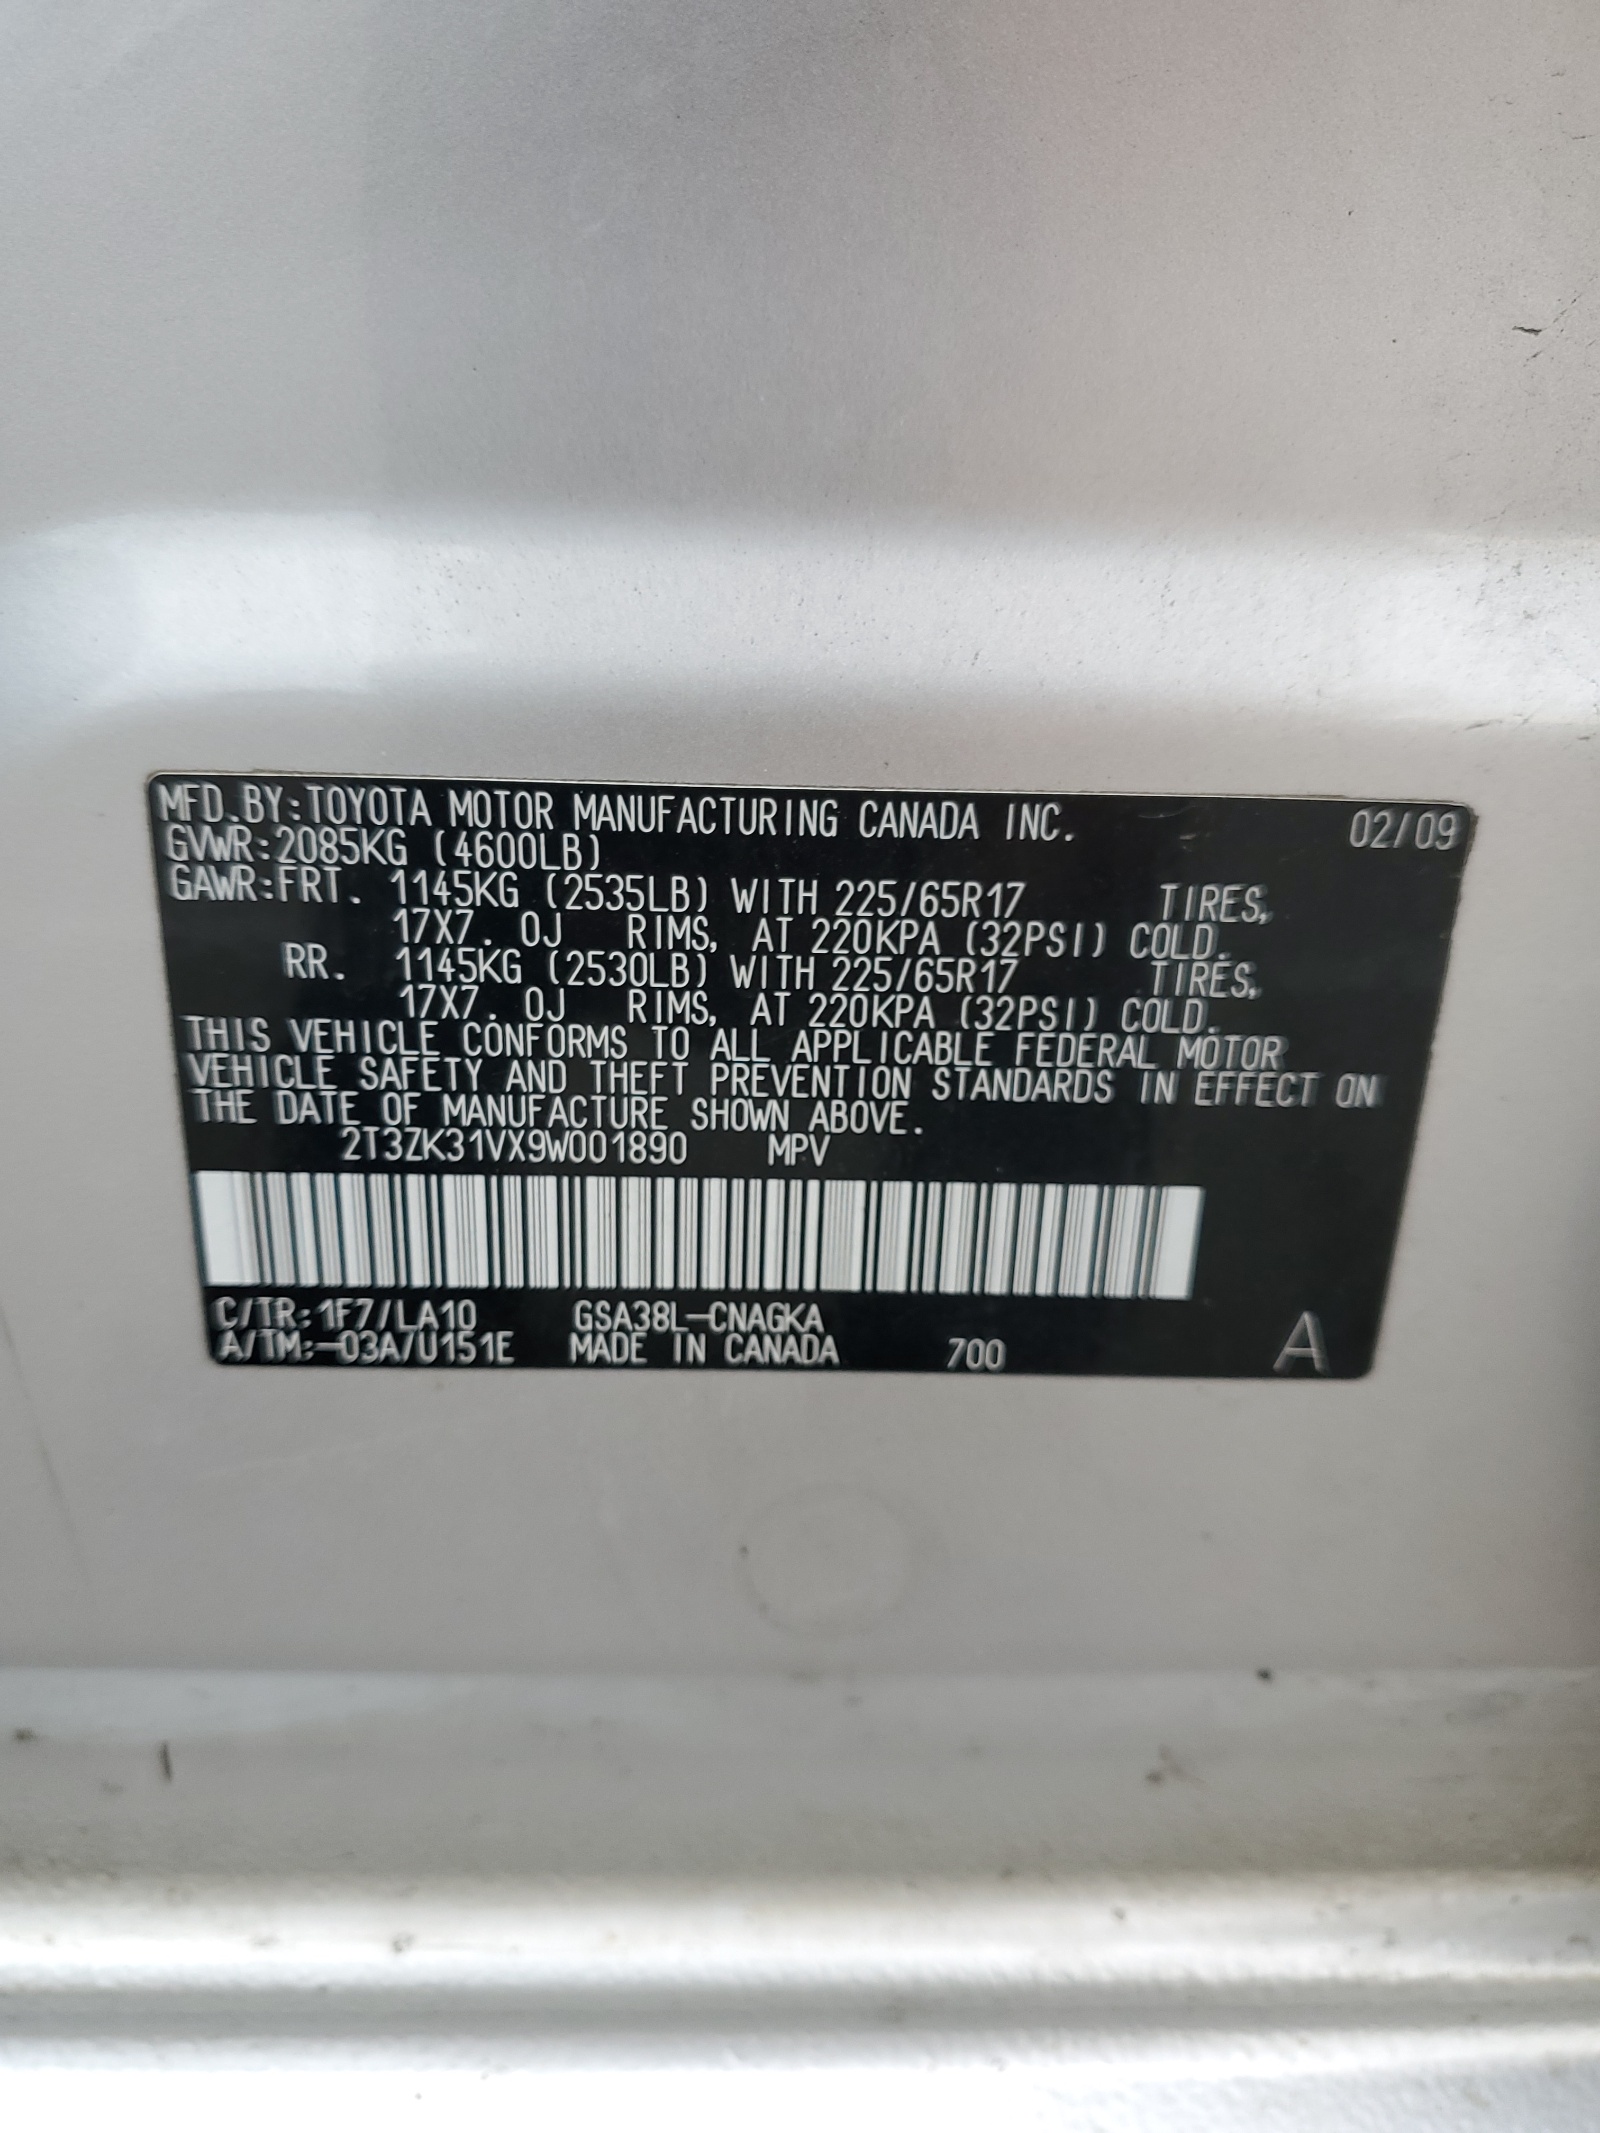 MFD.BY:TOYOTA MOTOR MANUFACTURING CANADA INC. 02/09
GVWR:2085KG (4600LB)
GAWR:FRT. 1145KG (2535LB) WITH 225/65R17 TIRES,
17X7.0J RIMS, AT 220KPA (32PSI) COLD.
RR. 1145KG (2530LB) WITH 225/65R17 TIRES,
17X7.0J RIMS, AT 220KPA (32PSI) COLD.
THIS VEHICLE CONFORMS TO ALL APPLICABLE FEDERAL MOTOR
VEHICLE SAFETY AND THEFT PREVENTION STANDARDS IN EFFECT ON
THE DATE OF MANUFACTURE SHOWN ABOVE.
2T3ZK31VX9W001890 MPV
C/TR:1F7/LA10 GSA38L-CNAGKA
A/TM:-03A/U151E MADE IN CANADA 700 A